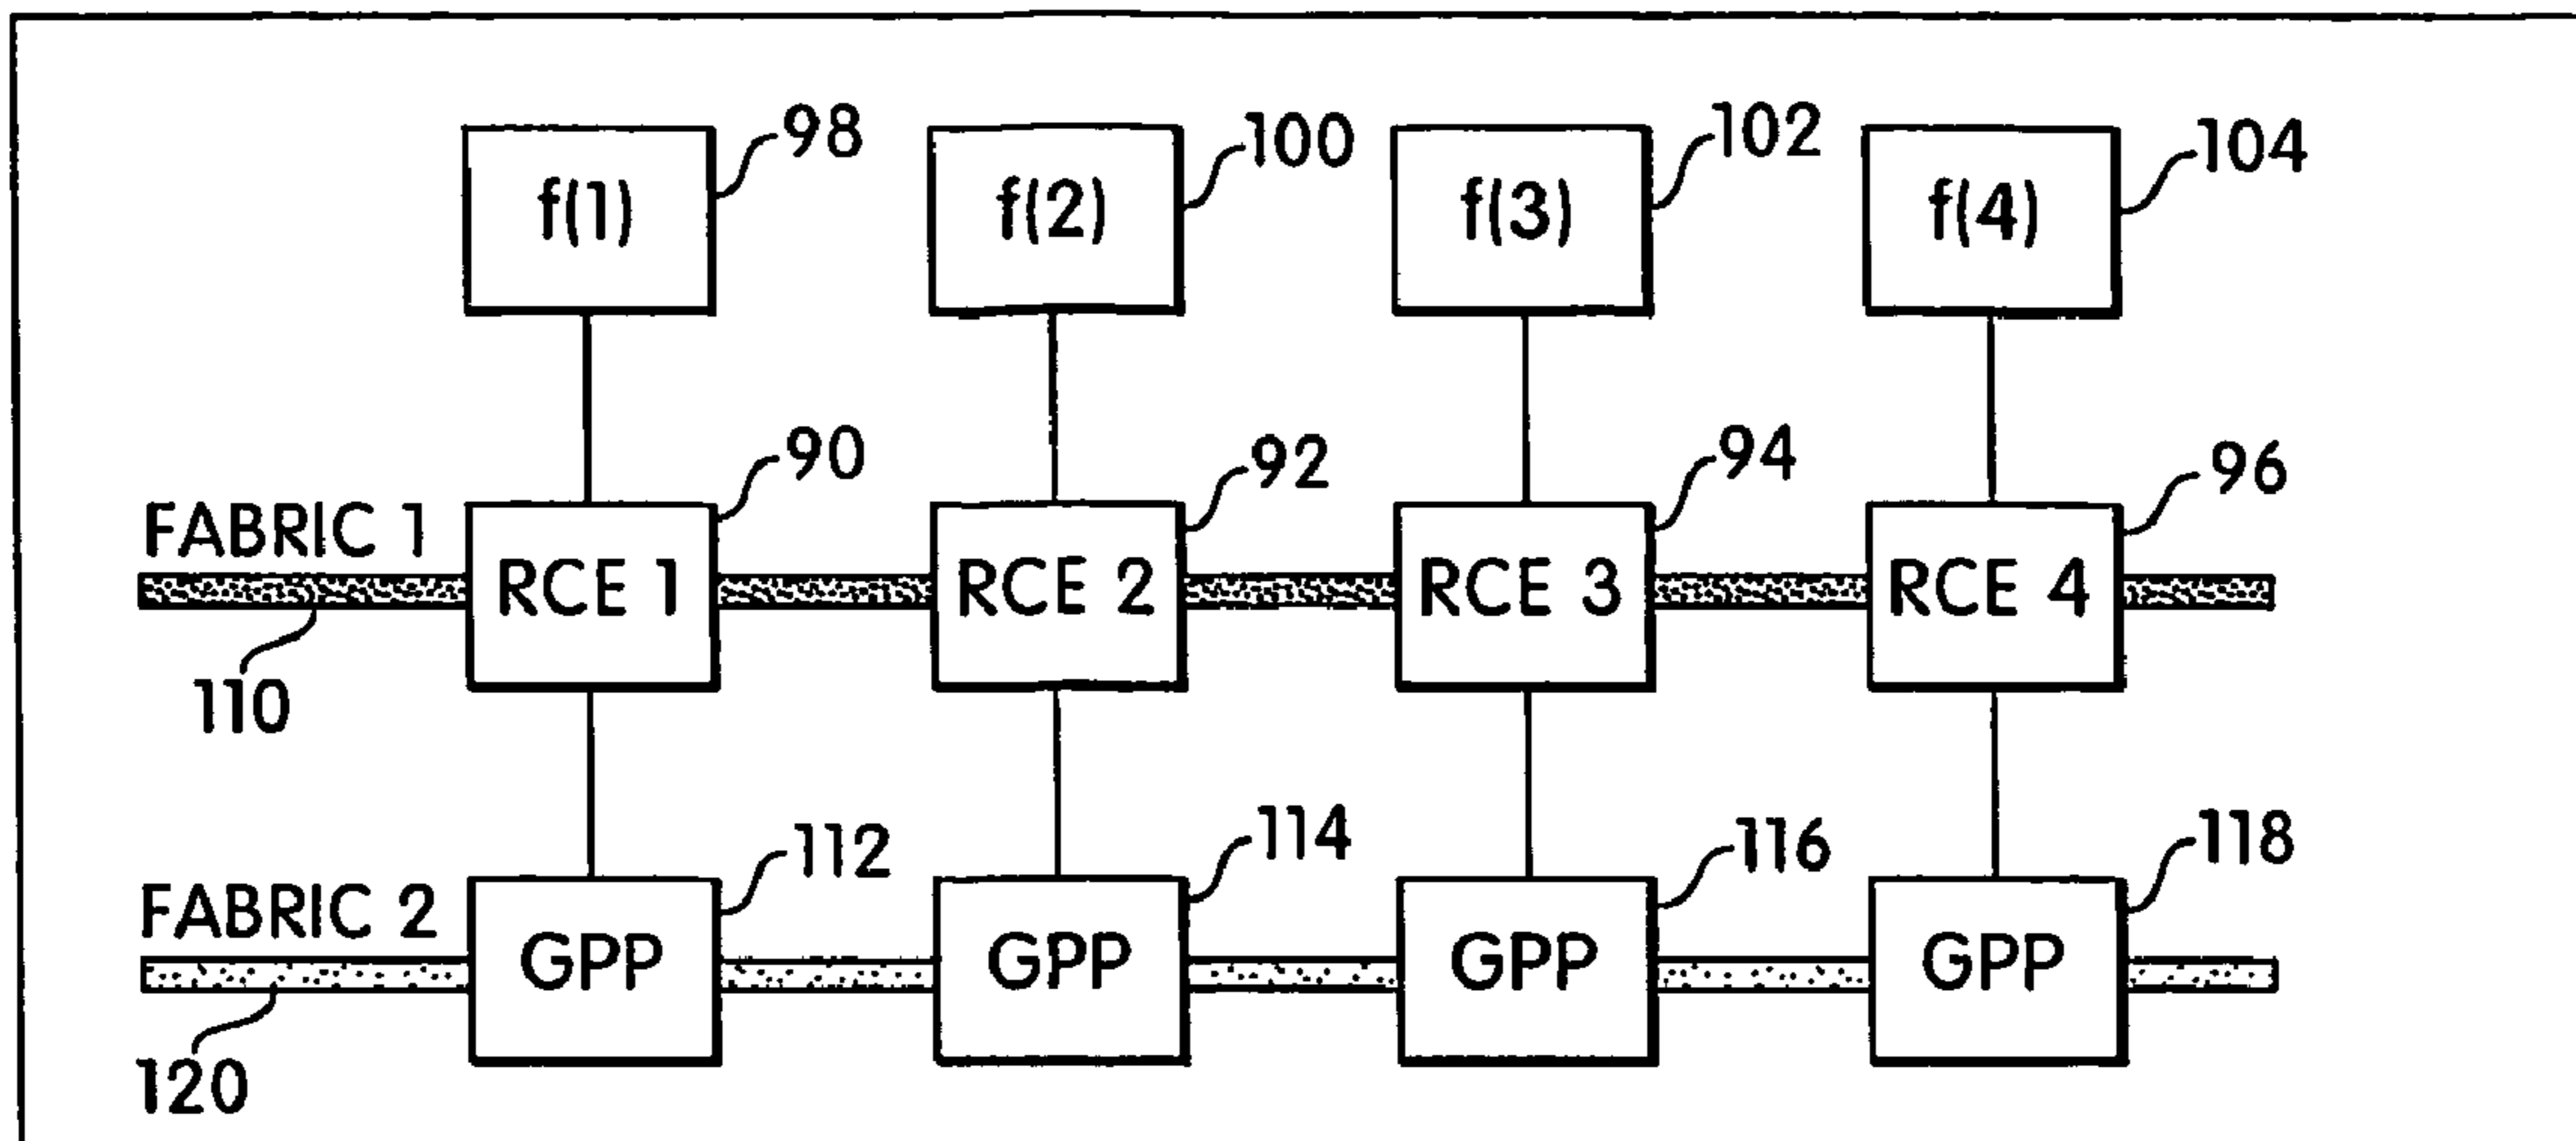 98
100
102
104
f(1)
f(2)
f(3)
f(4)
90
92
94
96
FABRIC 1
RCE 1
RCE 2
RCE 3
RCE 4
110
112
114
116
118
FABRIC 2
GPP
GPP
GPP
GPP
120